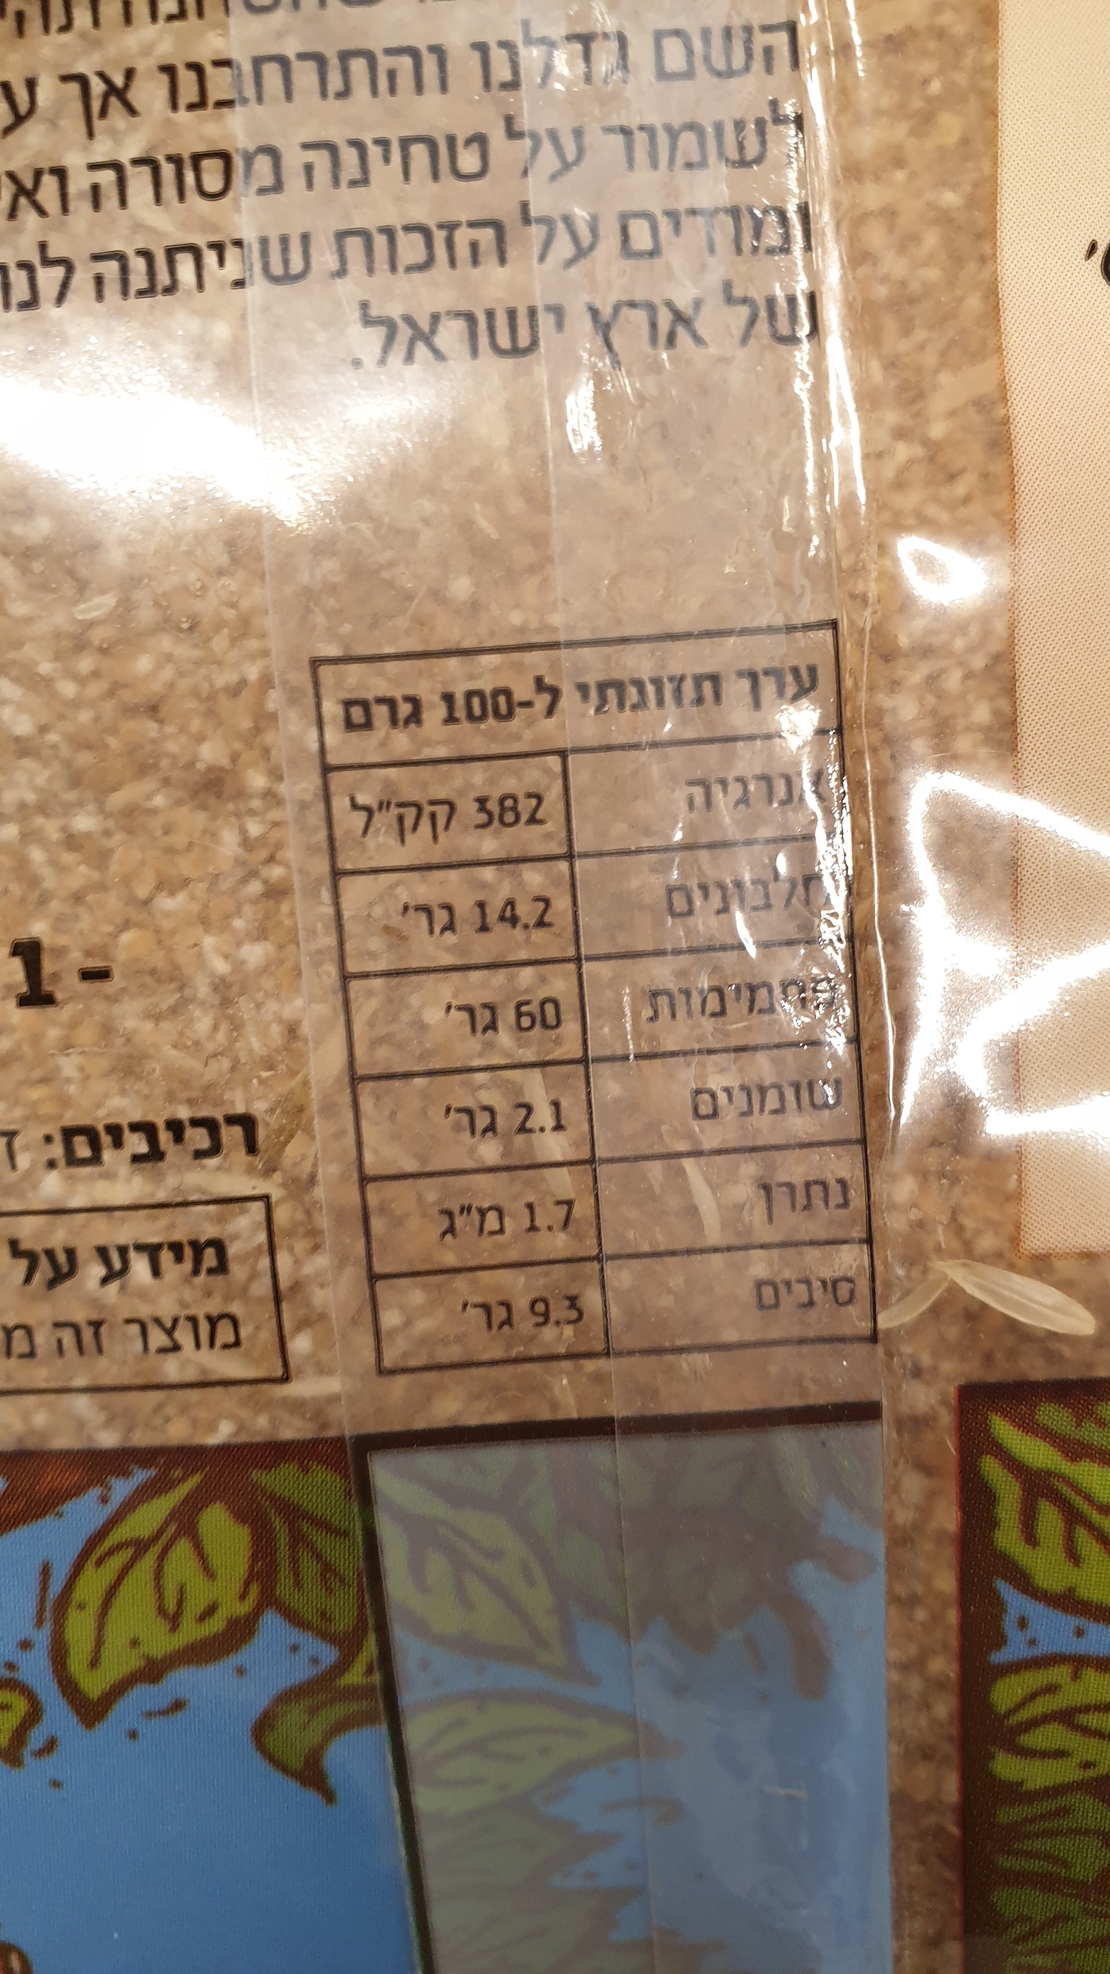 השם גדלנו והתרחבנו אך
לשמור על טחינה מסורה
ומודים על הזכות שניתנה לנו
של ארץ ישראל.
ערך תזונתי ל-100 גרם
אנרגיה 382 קק"ל
חלבונים 14.2 גר'
פחמימות 60 גר'
שומנים 2.1 גר'
נתרן 1.7 מ"ג
סיבים 9.3 גר'
- 1
רכיבים:
מידע על
מוצר זה